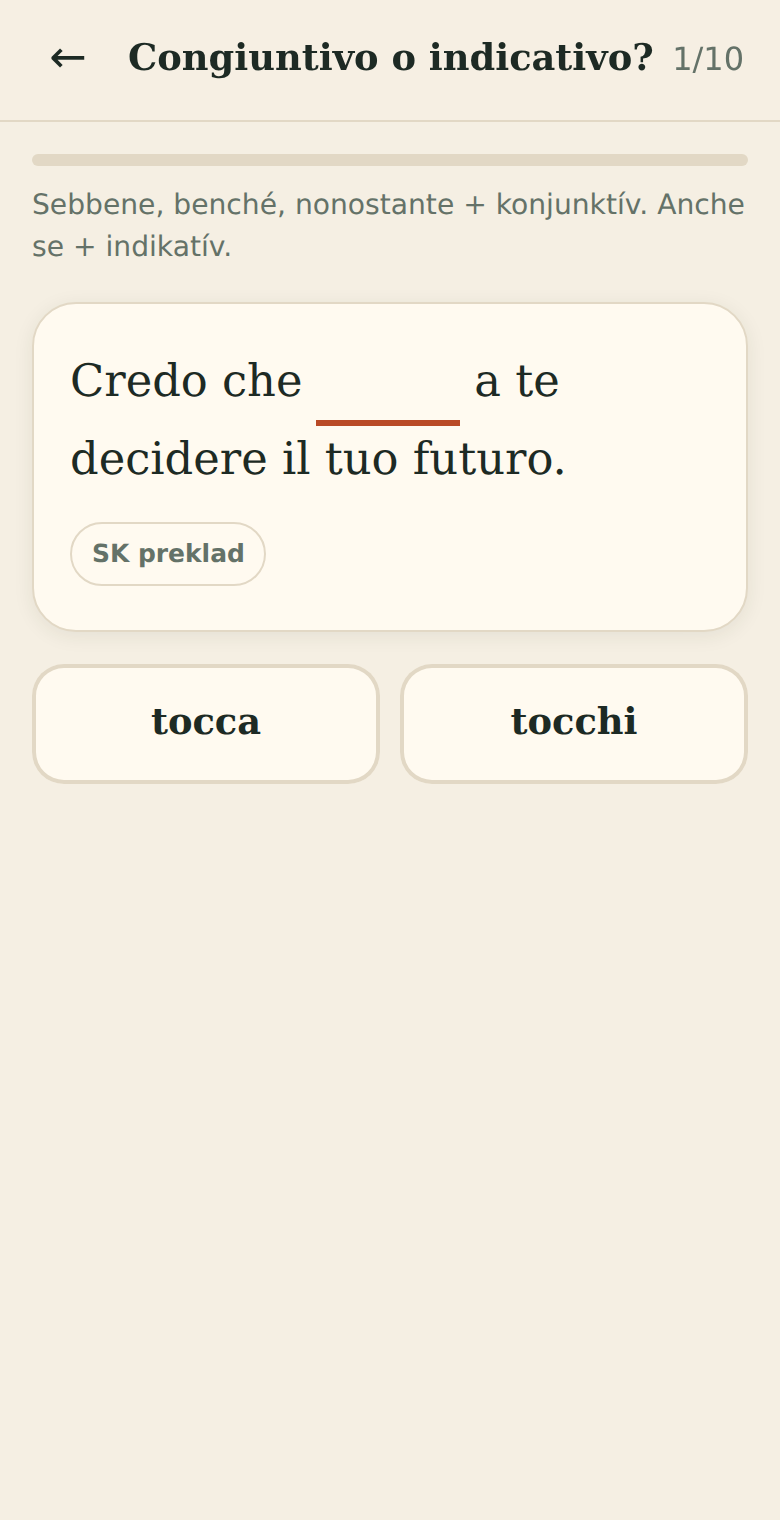 ← Congiuntivo o indicativo? 1/10
Sebbene, benché, nonostante + konjunktív. Anche
se + indikatív.
Credo che ______ a te
decidere il tuo futuro.
SK preklad
tocca tocchi